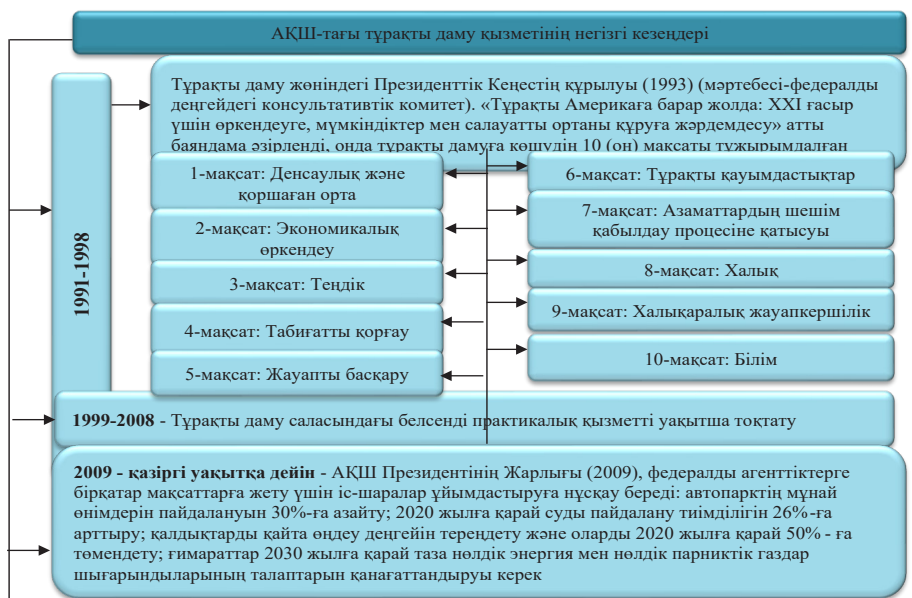 АҚШ-тағы тұрақты даму қызметінің негізгі кезеңдері
1991-1998
Тұрақты даму жөніндегі Президенттік Кеңестің құрылуы (1993) (мәртебесі-федералды
деңгейдегі консультативтік комитет). «Тұрақты Америкаға барар жолда: XXI ғасыр
үшін өркендеуге, мүмкіндіктер мен салауатты ортаны құруға жәрдемдесу» атты
баяндама әзірленді, онда тұрақты дамуға көшудің 10 (он) мақсаты тұжырымдалған
1-мақсат: Денсаулық және
қоршаған орта
2-мақсат: Экономикалық
өркендеу
3-мақсат: Теңдік
4-мақсат: Табиғатты қорғау
5-мақсат: Жауапты басқару
6-мақсат: Тұрақты қауымдастықтар
7-мақсат: Азаматтардың шешім
қабылдау процесіне қатысуы
8-мақсат: Халық
9-мақсат: Халықаралық жауапкершілік
10-мақсат: Білім
1999-2008 - Тұрақты даму саласындағы белсенді практикалық қызметті уақытша тоқтату
2009 - қазіргі уақытқа дейін - АҚШ Президентінің Жарлығы (2009), федералды агенттіктерге
бірқатар мақсаттарға жету үшін іс-шаралар ұйымдастыруға нұсқау береді: автопарктің мұнай
өнімдерін пайдалануын 30%-ға азайту; 2020 жылға қарай суды пайдалану тиімділігін 26%-ға
арттыру; қалдықтарды қайта өңдеу деңгейін тереңдету және оларды 2020 жылға қарай 50% - ға
төмендету; ғимараттар 2030 жылға қарай таза нөлдік энергия мен нөлдік парниктік газдар
шығарындыларының талаптарын қанағаттандыруы керек